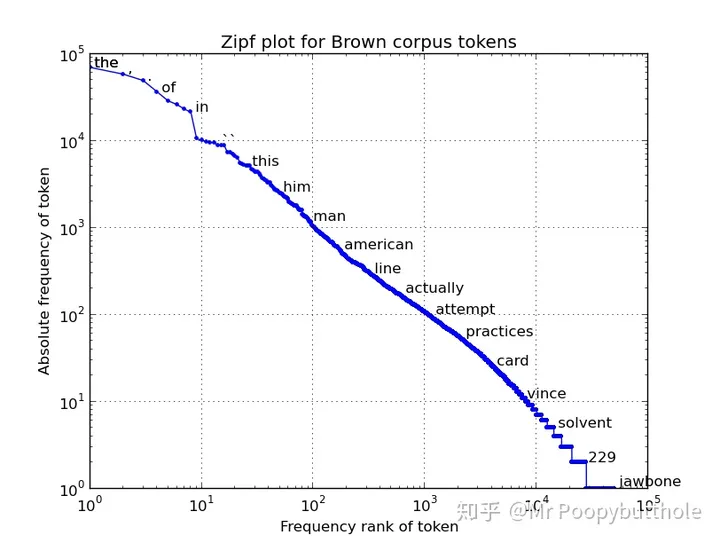 Zipf plot for Brown corpus tokens
10^5
the , .
of
in
10^4
``
this
him
man
10^3
american
line
actually
10^2
attempt
practices
card
10^1
vince
solvent
229
10^0
jawbone
10^0 10^1 10^2 10^3 10^4 10^5
Absolute frequency of token
Frequency rank of token
知乎 @Mr Poopybutthole